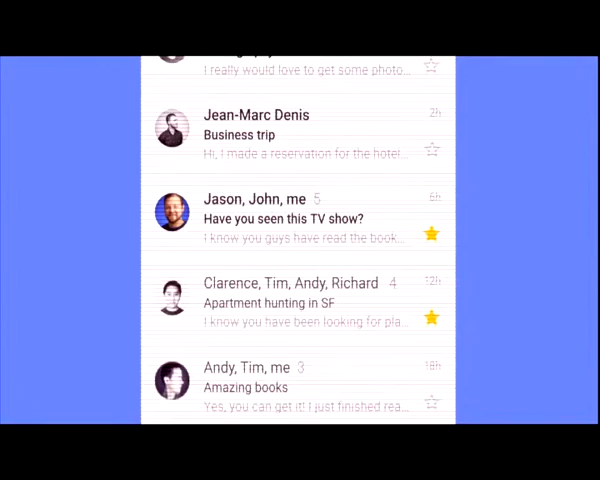 I really would love to get some photo...
Jean-Marc Denis
2h
Business trip
Hi, I made a reservation for the hotel...
Jason, John, me 5
6h
Have you seen this TV show?
I know you guys have read the book...
Clarence, Tim, Andy, Richard 4
12h
Apartment hunting in SF
I know you have been looking for pla...
Andy, Tim, me 3
18h
Amazing books
Yes, you can get it! I just finished rea...